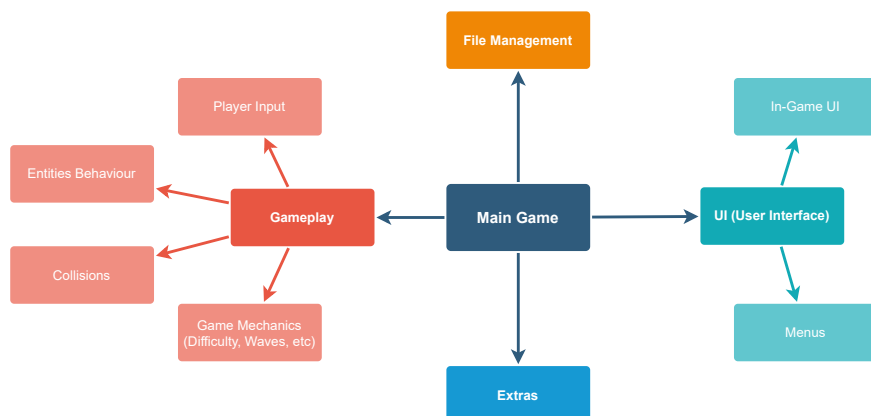 File Management
Player Input
In-Game UI
Entities Behaviour
Gameplay
Main Game
UI (User Interface)
Collisions
Game Mechanics
(Difficulty, Waves, etc)
Menus
Extras